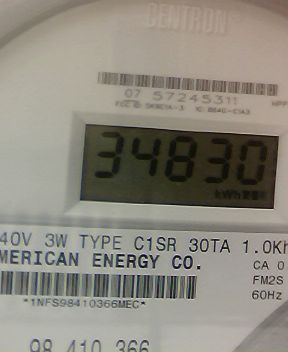 CENTRON
07 57245311
34830
kWh
40V 3W TYPE C1SR 30TA 1.0Kh
MERICAN ENERGY CO.
CA 0
FM2S
*1NFS98410366MEC*
60Hz
98 410 366